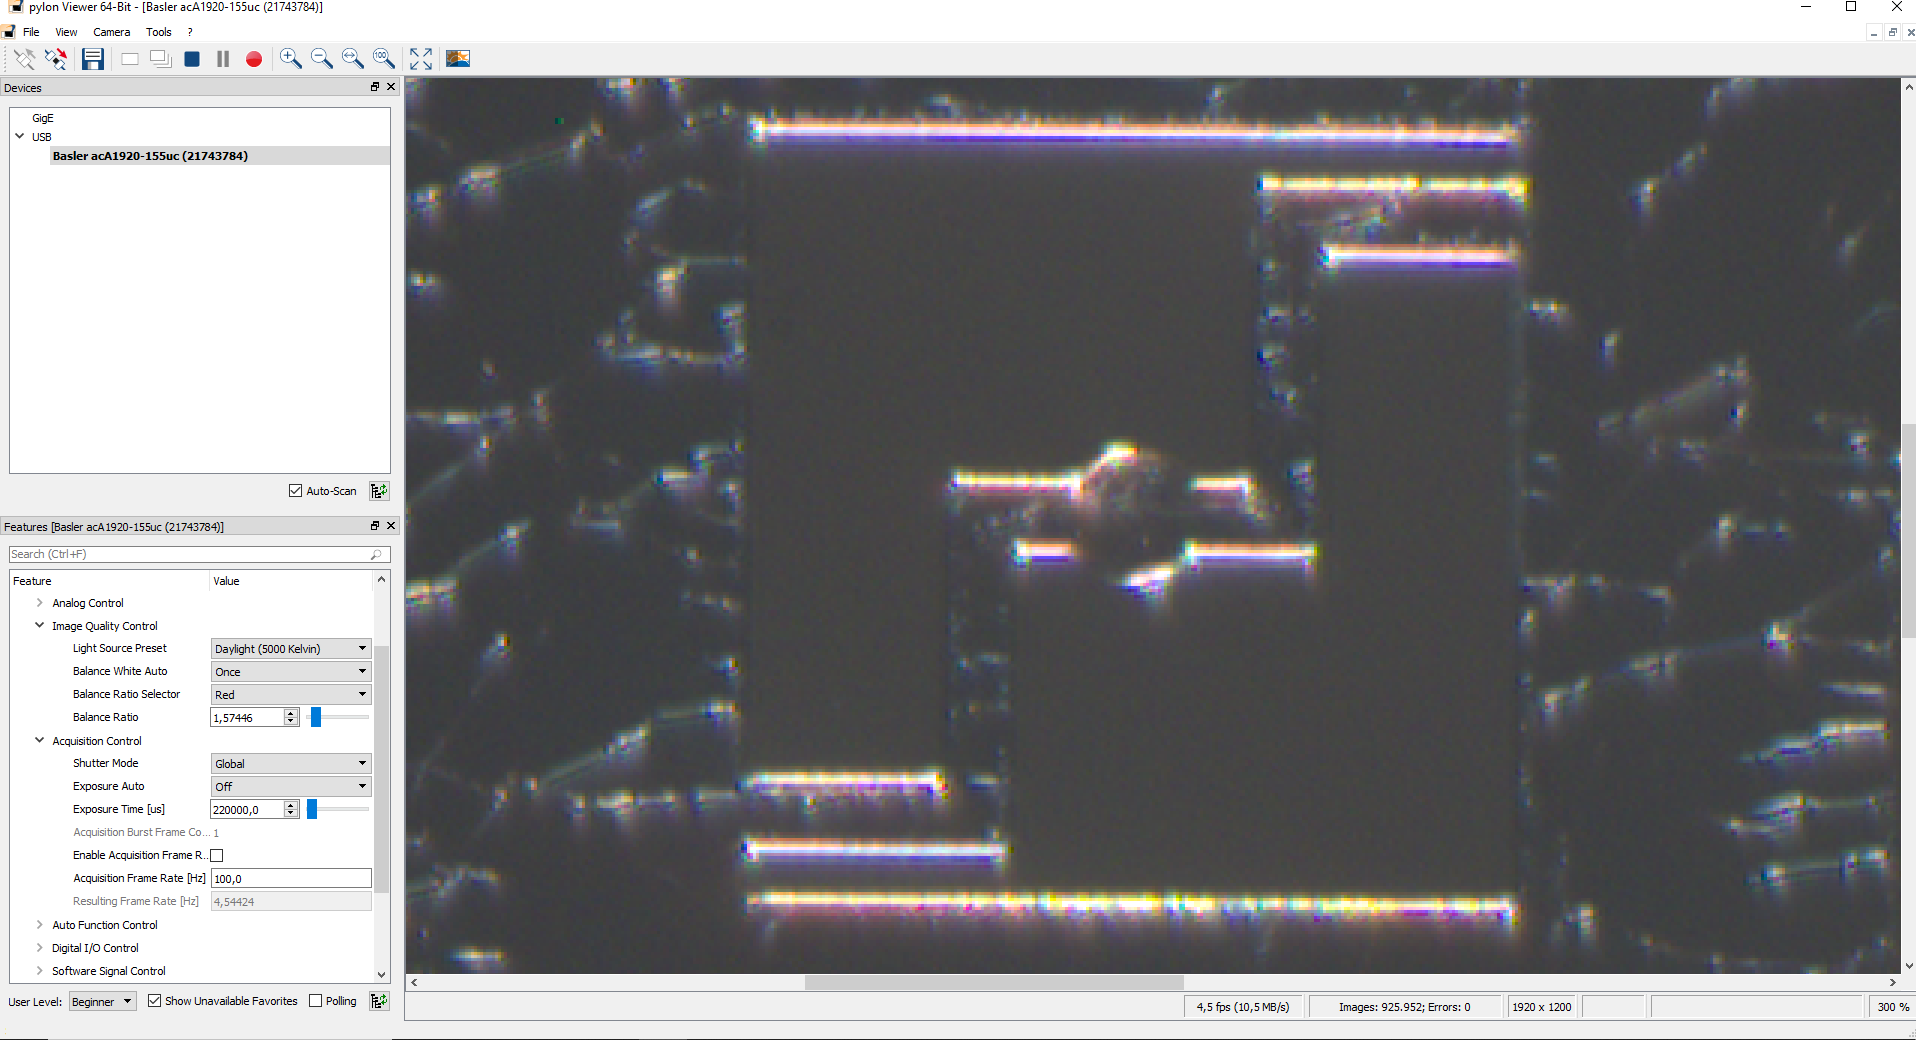 pylon Viewer 64-Bit - [Basler acA1920-155uc (21743784)]
File View Camera Tools ?
100
Devices
GigE
USB
Basler acA1920-155uc (21743784)
Auto-Scan
Features [Basler acA1920-155uc (21743784)]
Search (Ctrl+F)
Feature Value
Analog Control
Image Quality Control
Light Source Preset Daylight (5000 Kelvin)
Balance White Auto Once
Balance Ratio Selector Red
Balance Ratio 1,57446
Acquisition Control
Shutter Mode Global
Exposure Auto Off
Exposure Time [us] 220000,0
Acquisition Burst Frame Co... 1
Enable Acquisition Frame R...
Acquisition Frame Rate [Hz] 100,0
Resulting Frame Rate [Hz] 4,54424
Auto Function Control
Digital I/O Control
Software Signal Control
User Level: Beginner Show Unavailable Favorites Polling
4,5 fps (10,5 MB/s) Images: 925.952; Errors: 0 1920 x 1200 300 %